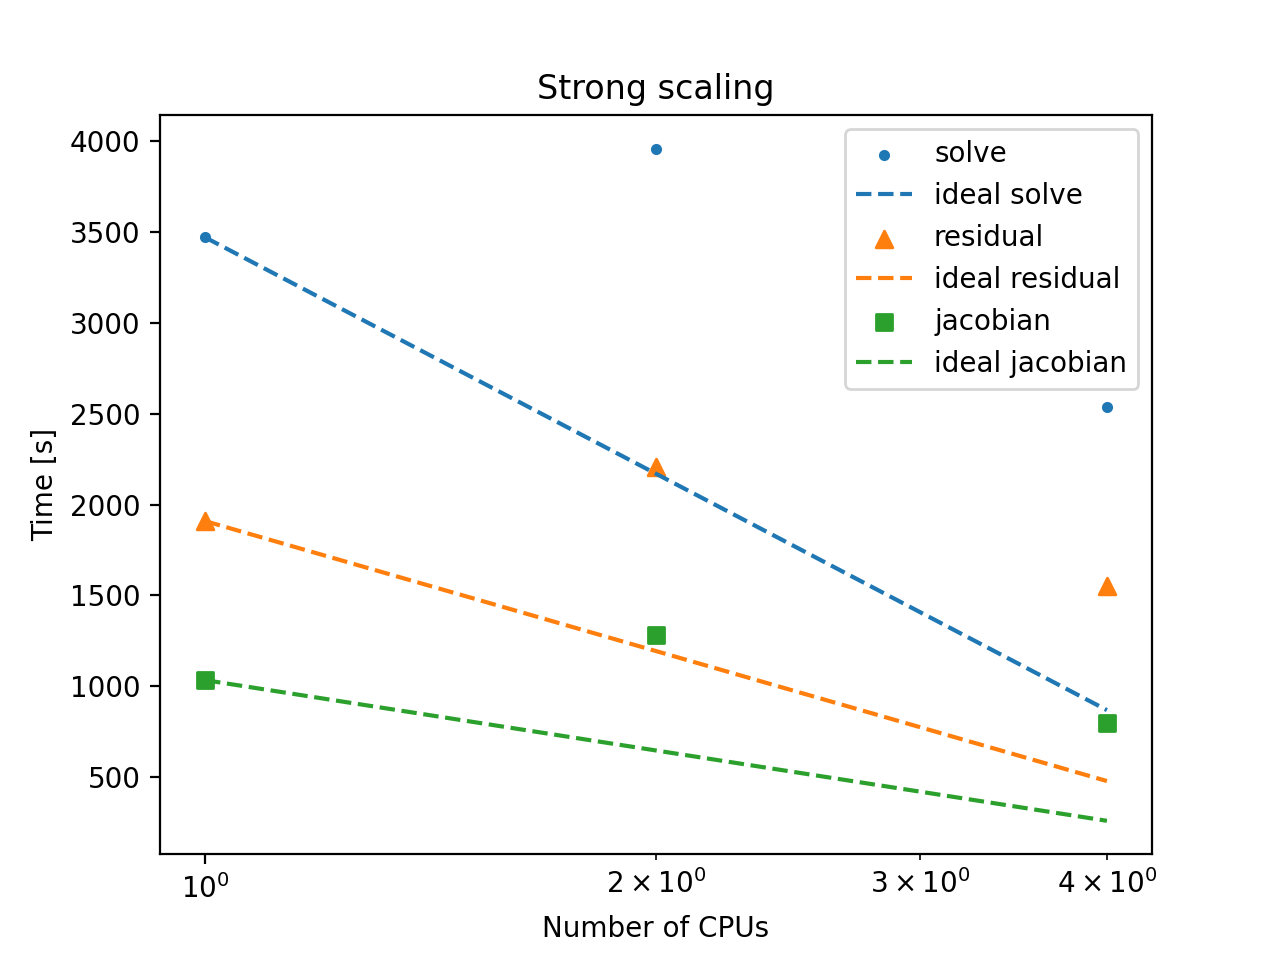 Strong scaling
4000
3500
3000
2500
2000
1500
1000
500
Time [s]
solve
ideal solve
residual
ideal residual
jacobian
ideal jacobian
10⁰
2 × 10⁰
3 × 10⁰
4 × 10⁰
Number of CPUs